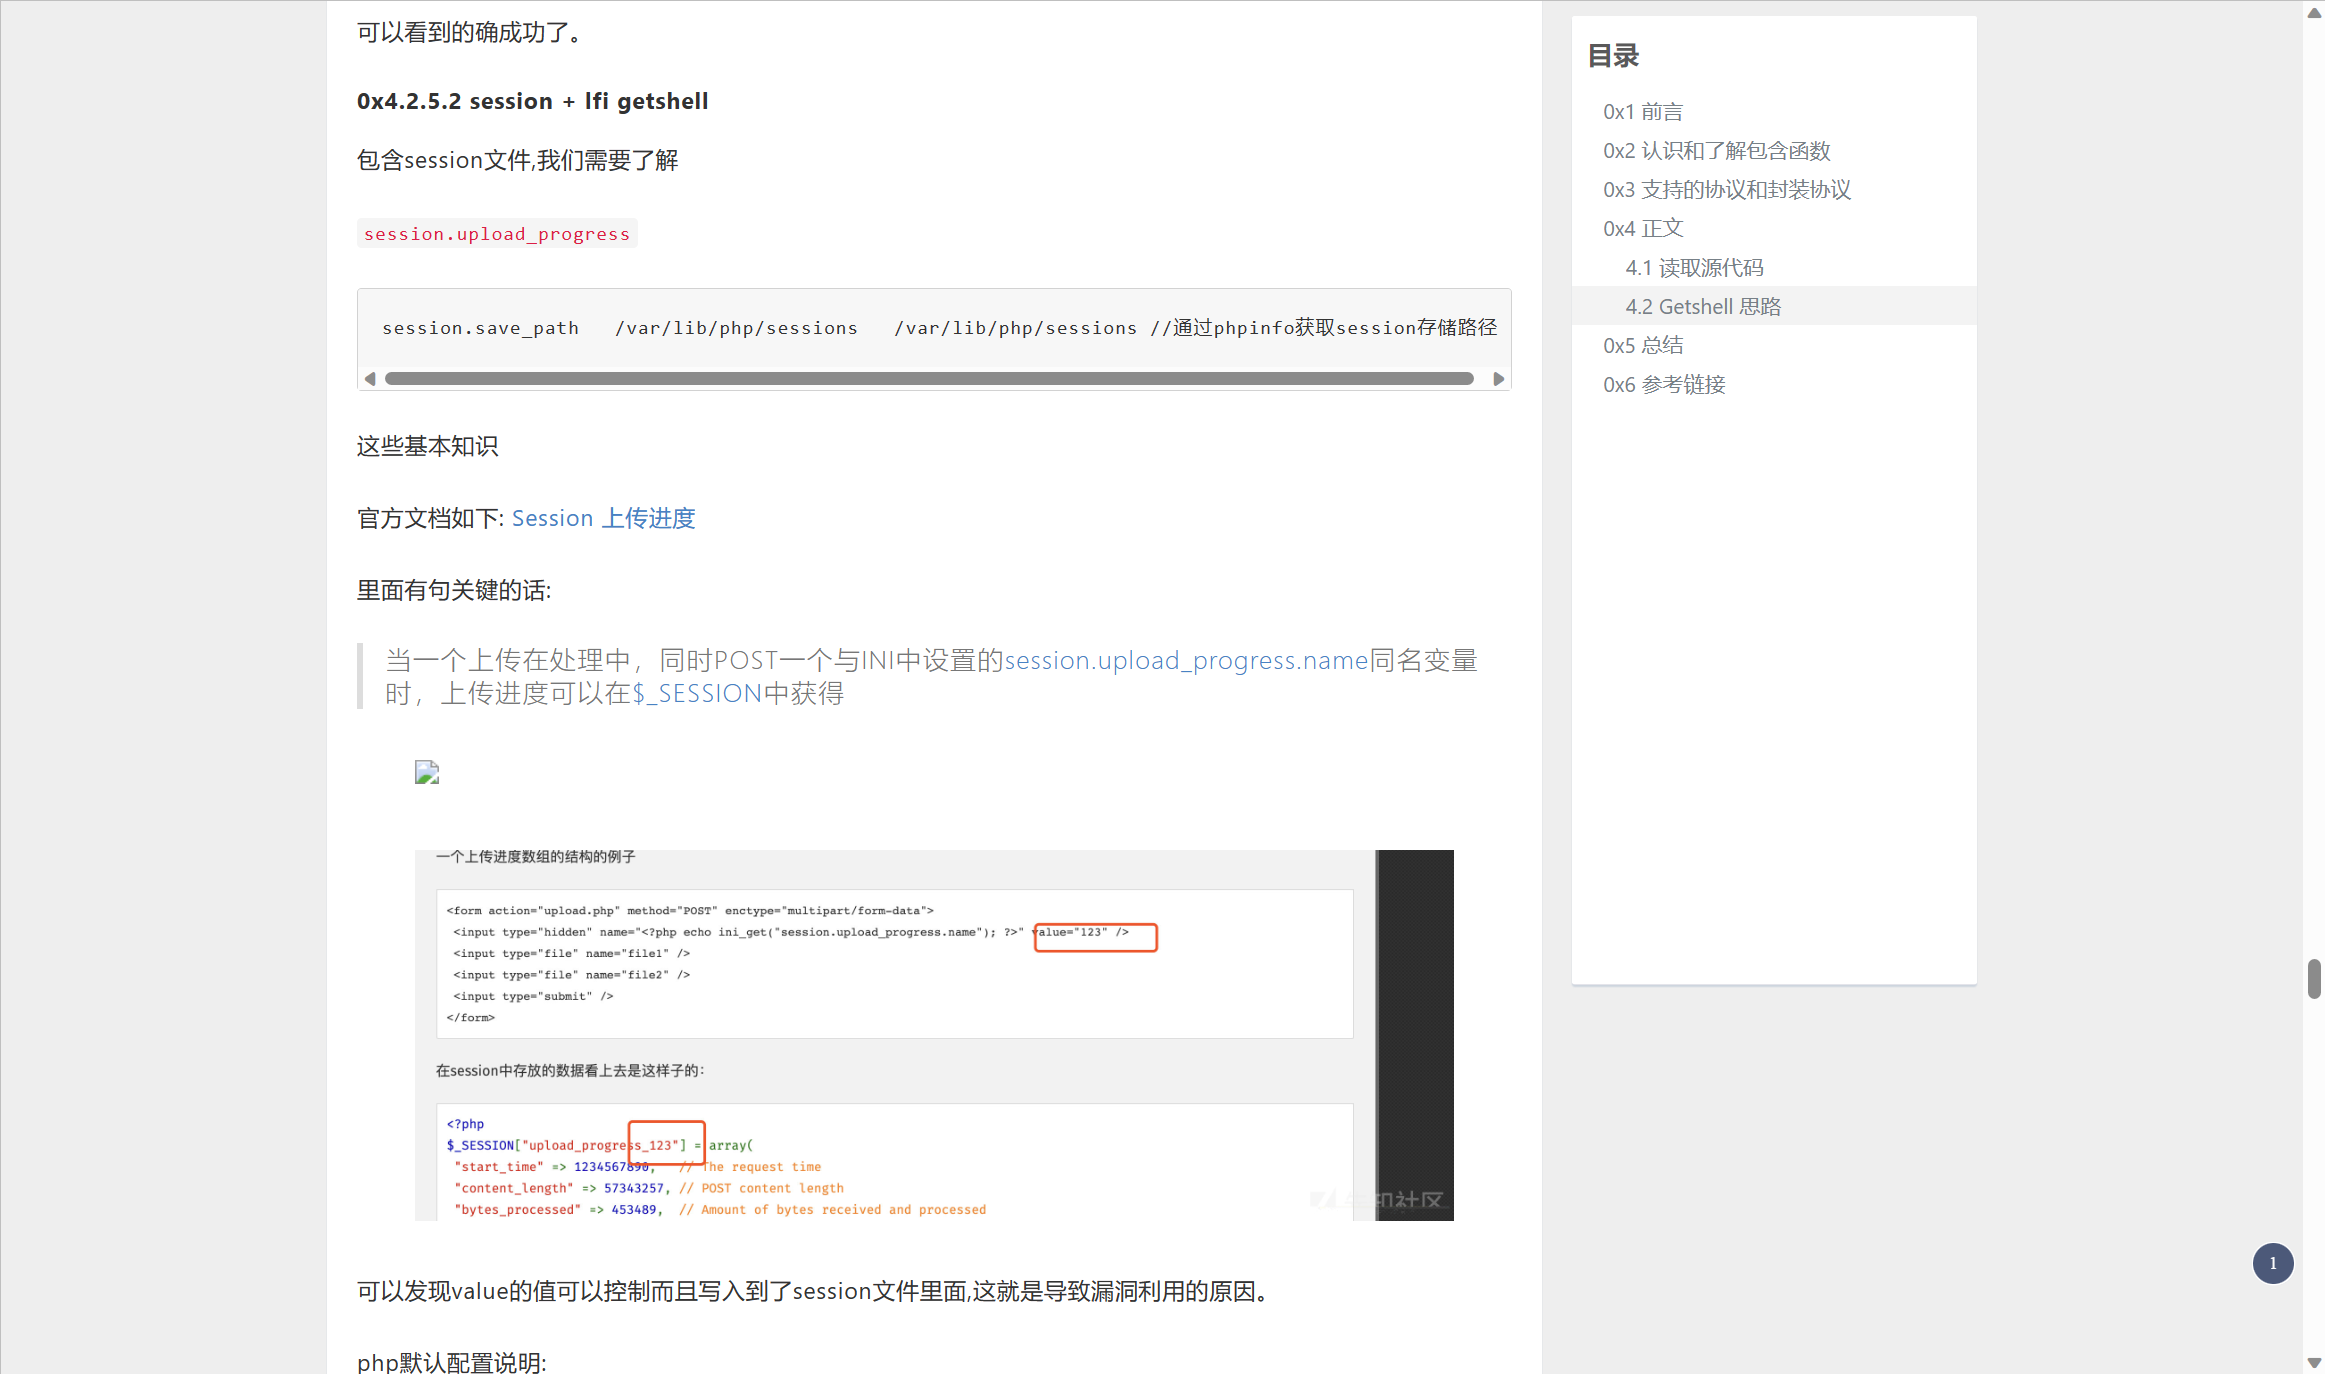 可以看到的确成功了。
0x4.2.5.2 session + lfi getshell
包含session文件,我们需要了解
session.upload_progress
session.save_path   /var/lib/php/sessions   /var/lib/php/sessions //通过phpinfo获取session存储路径
这些基本知识
官方文档如下: Session 上传进度
里面有句关键的话:
当一个上传在处理中，同时POST一个与INI中设置的session.upload_progress.name同名变量
时，上传进度可以在$_SESSION中获得
一个上传进度数组的结构的例子
<form action="upload.php" method="POST" enctype="multipart/form-data">
<input type="hidden" name="<?php echo ini_get("session.upload_progress.name"); ?>" value="123" />
<input type="file" name="file1" />
<input type="file" name="file2" />
<input type="submit" />
</form>
在session中存放的数据看上去是这样子的：
<?php
$_SESSION["upload_progress_123"] = array(
"start_time" => 1234567890,   // The request time
"content_length" => 57343257, // POST content length
"bytes_processed" => 453489,  // Amount of bytes received and processed
社区
可以发现value的值可以控制而且写入到了session文件里面,这就是导致漏洞利用的原因。
php默认配置说明:
目录
0x1 前言
0x2 认识和了解包含函数
0x3 支持的协议和封装协议
0x4 正文
4.1 读取源代码
4.2 Getshell 思路
0x5 总结
0x6 参考链接
1